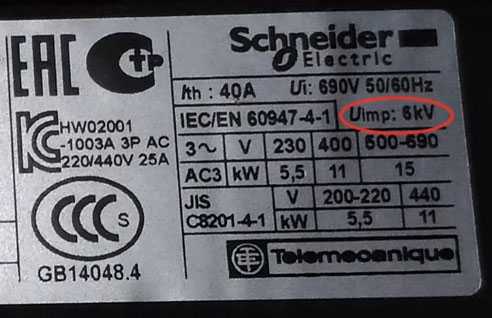 EAC
Schneider
Electric
Ith : 40A Ui: 690V 50/60Hz
IEC/EN 60947-4-1 Uimp: 6kV
HW02001
-1003A 3P AC
220/440V 25A
3~ V 230 400 600-690
AC3 kW 5,5 11 15
JIS V 200-220 440
C8201-4-1 kW 5,5 11
CCC S
GB14048.4
Telemecanique